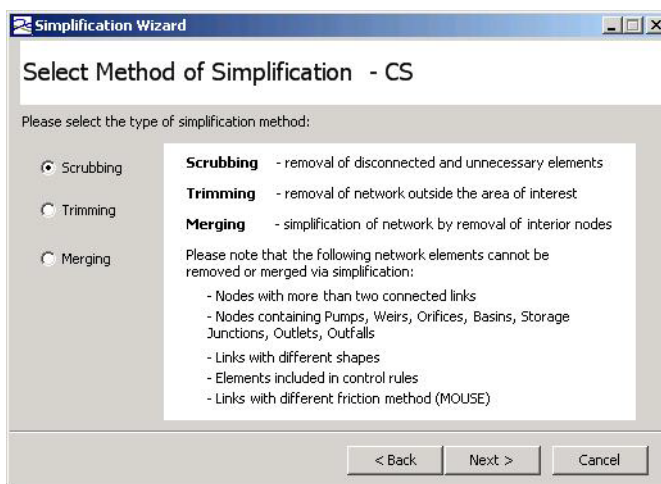 Simplification Wizard
Select Method of Simplification - CS
Please select the type of simplification method:
Scrubbing
Trimming
Merging
Scrubbing - removal of disconnected and unnecessary elements
Trimming - removal of network outside the area of interest
Merging - simplification of network by removal of interior nodes
Please note that the following network elements cannot be
removed or merged via simplification:
- Nodes with more than two connected links
- Nodes containing Pumps, Weirs, Orifices, Basins, Storage
Junctions, Outlets, Outfalls
- Links with different shapes
- Elements included in control rules
- Links with different friction method (MOUSE)
< Back
Next >
Cancel